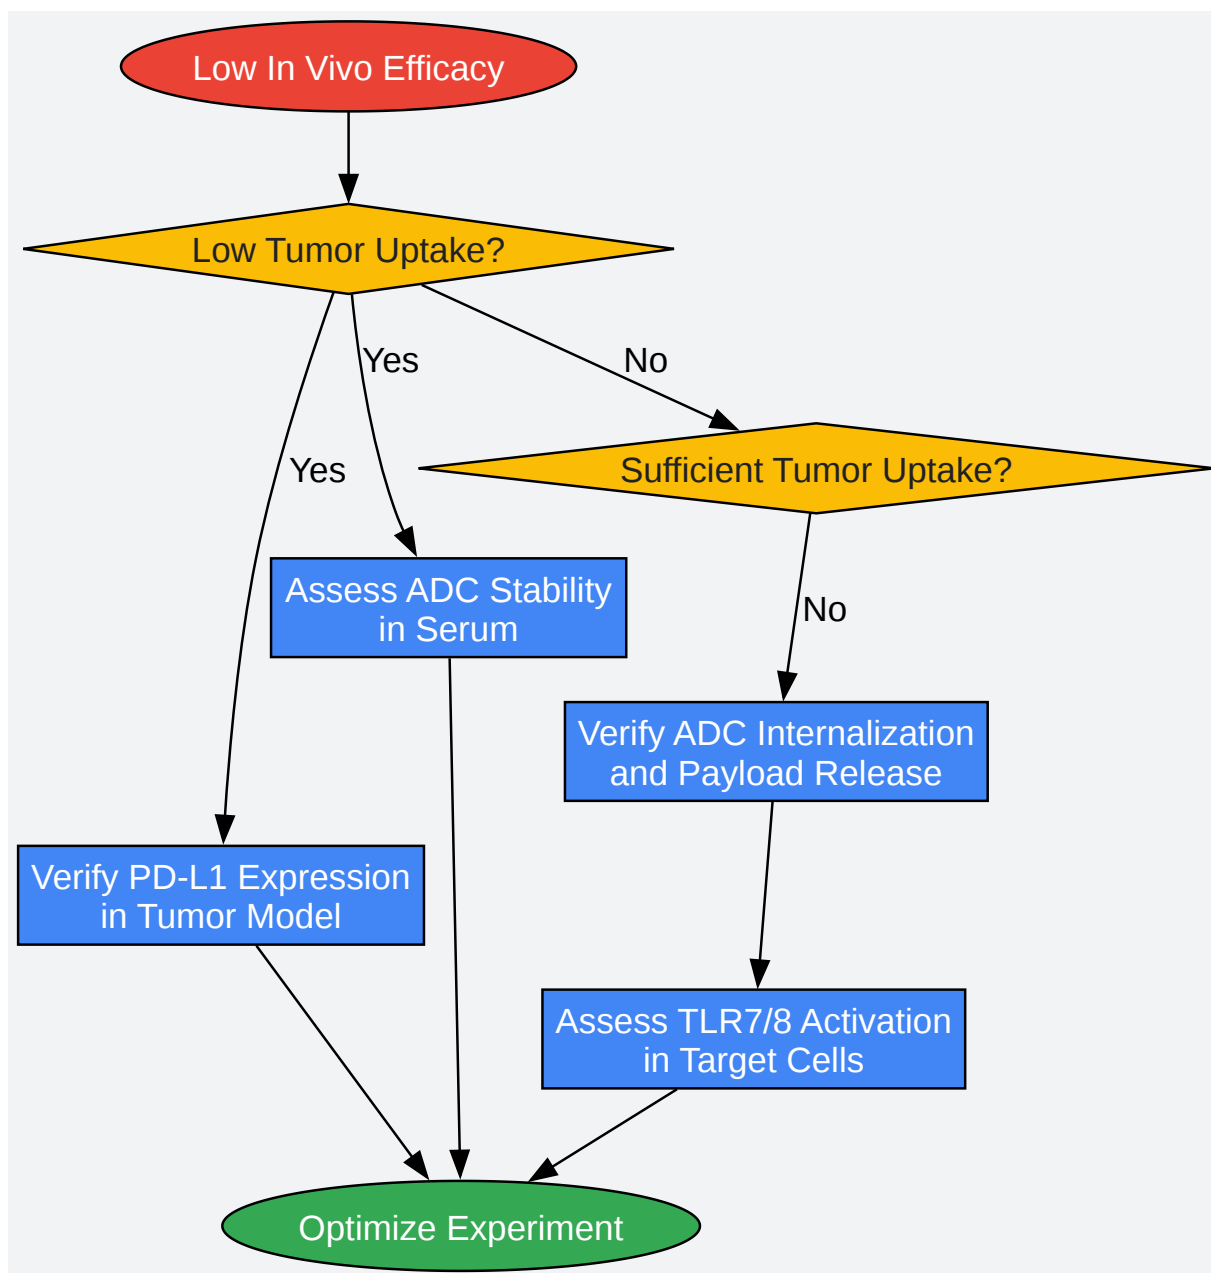 Low In Vivo Efficacy
Low Tumor Uptake?
Yes
No
Yes
Sufficient Tumor Uptake?
Assess ADC Stability
in Serum
No
Verify ADC Internalization
and Payload Release
Verify PD-L1 Expression
in Tumor Model
Assess TLR7/8 Activation
in Target Cells
Optimize Experiment